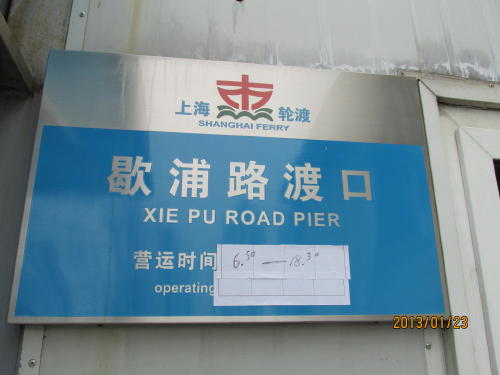 上海 轮渡
SHANGHAI FERRY
歇浦路渡口
XIE PU ROAD PIER
营运时间 6.50 — 18.30
operating
2013/01/23